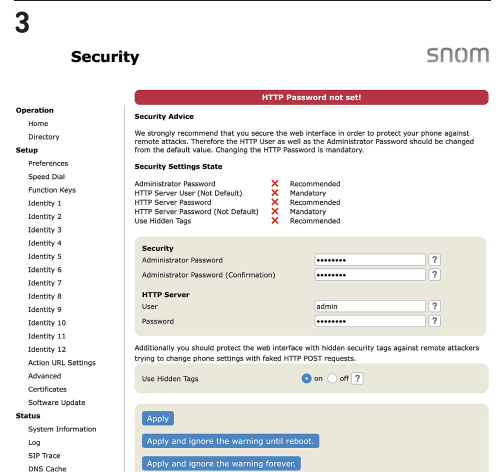 3
Security
snom
HTTP Password not set!
Operation
Home
Directory
Setup
Preferences
Speed Dial
Function Keys
Identity 1
Identity 2
Identity 3
Identity 4
Identity 5
Identity 6
Identity 7
Identity 8
Identity 9
Identity 10
Identity 11
Identity 12
Action URL Settings
Advanced
Certificates
Software Update
Status
System Information
Log
SIP Trace
DNS Cache
Security Advice
We strongly recommend that you secure the web interface in order to protect your phone against
remote attacks. Therefore the HTTP User as well as the Administrator Password should be changed
from the default value. Changing the HTTP Password is mandatory.
Security Settings State
Administrator Password ✕ Recommended
HTTP Server User (Not Default) ✕ Mandatory
HTTP Server Password ✕ Recommended
HTTP Server Password (Not Default) ✕ Mandatory
Use Hidden Tags ✕ Recommended
Security
Administrator Password •••••••• ?
Administrator Password (Confirmation) •••••••• ?
HTTP Server
User admin ?
Password •••••••• ?
Additionally you should protect the web interface with hidden security tags against remote attackers
trying to change phone settings with faked HTTP POST requests.
Use Hidden Tags on off ?
Apply
Apply and ignore the warning until reboot.
Apply and ignore the warning forever.